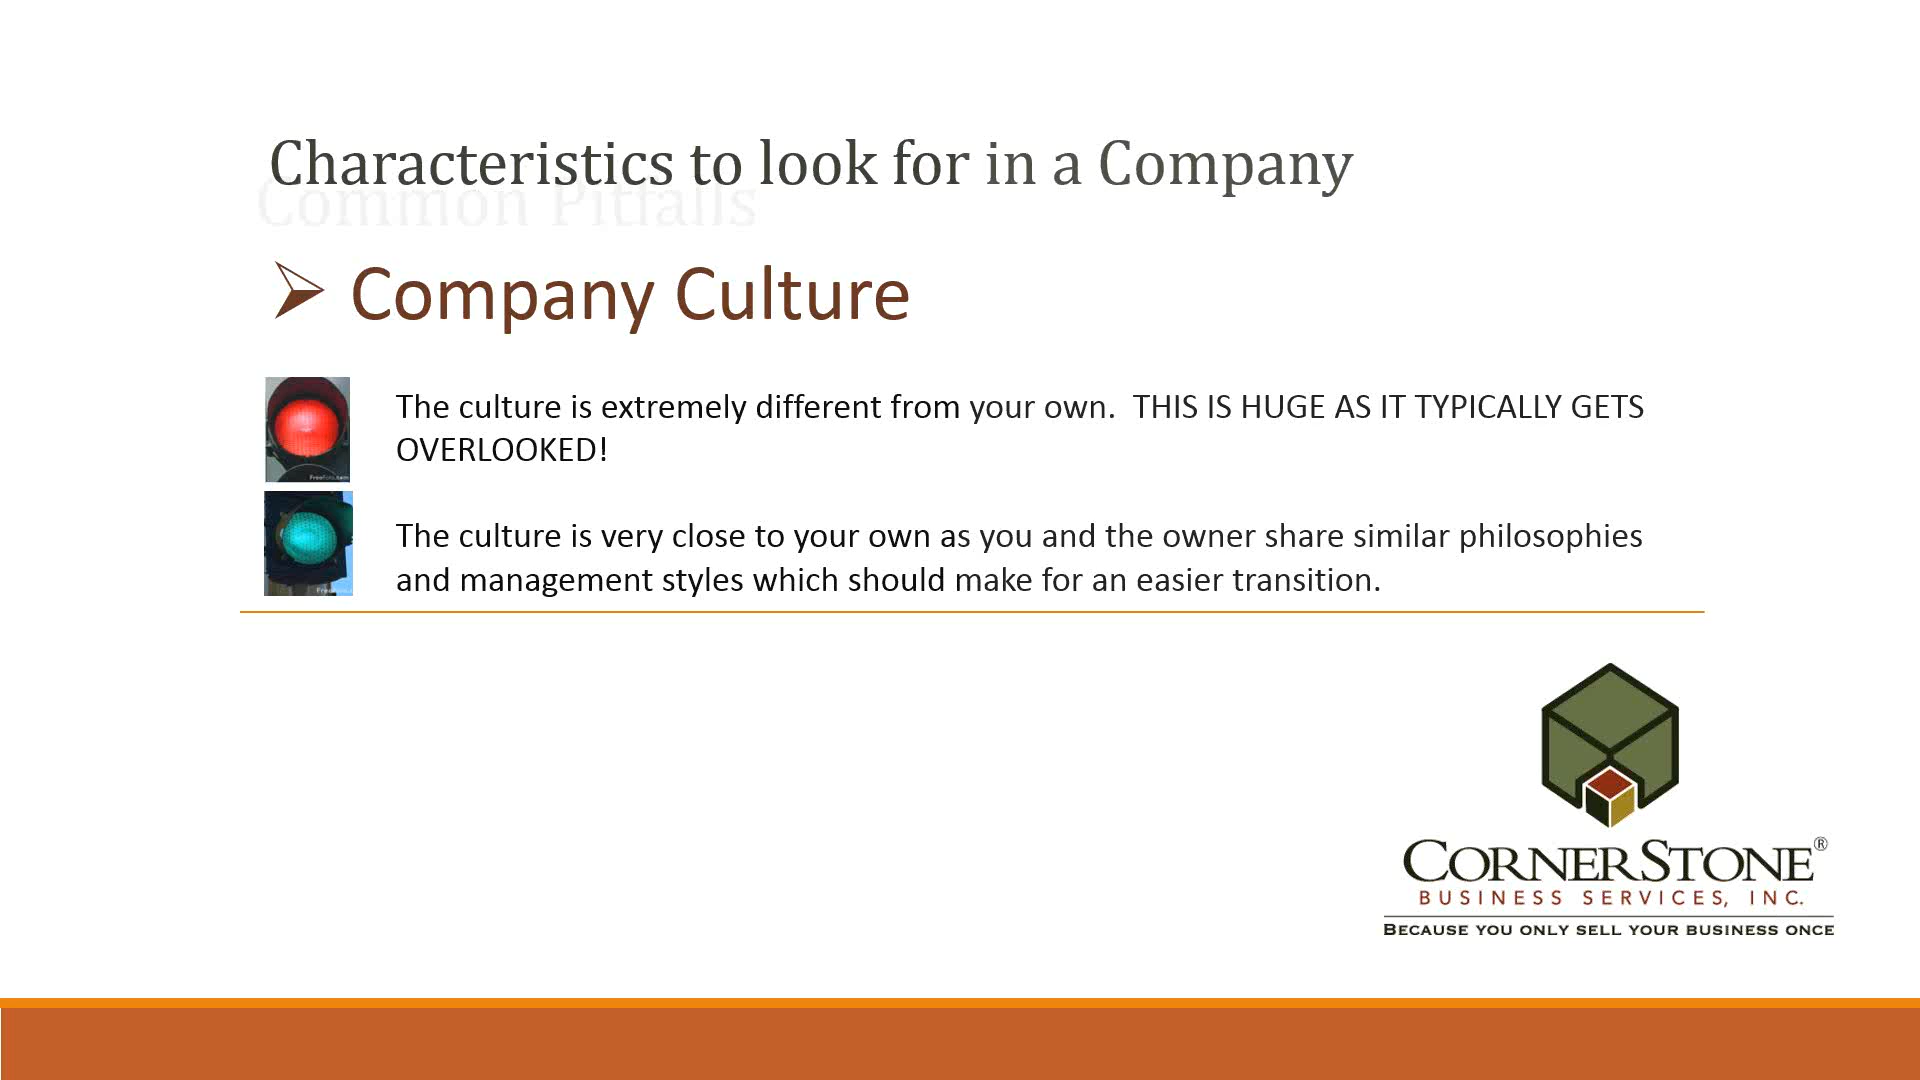 Characteristics to look for in a Company
Common Pitfalls
Company Culture
The culture is extremely different from your own.  THIS IS HUGE AS IT TYPICALLY GETS
OVERLOOKED!
The culture is very close to your own as you and the owner share similar philosophies
and management styles which should make for an easier transition.
CORNERSTONE®
BUSINESS SERVICES, INC.
BECAUSE YOU ONLY SELL YOUR BUSINESS ONCE